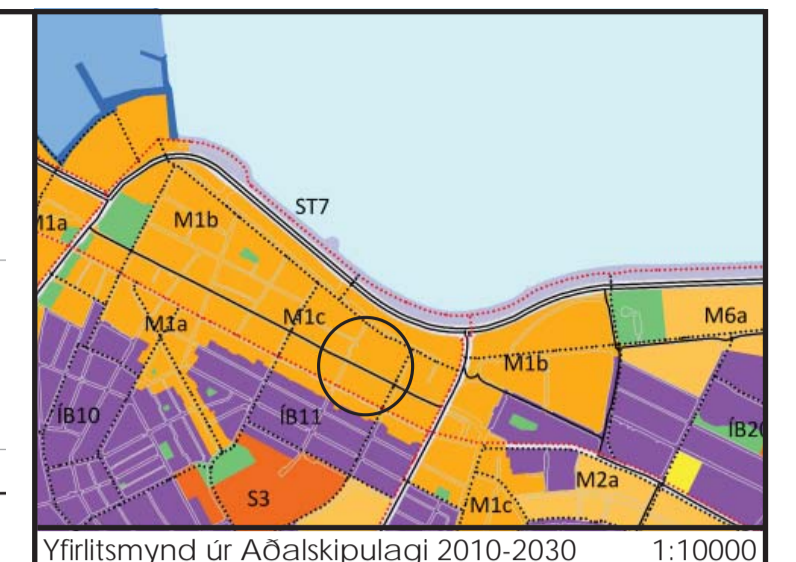 ST7
M1b
M1a
M1c
M1a
M6a
M1b
ÍB10
ÍB11
ÍB20
M2a
S3
M1c
Yfirlitsmynd úr Aðalskipulagi 2010-2030 1:10000